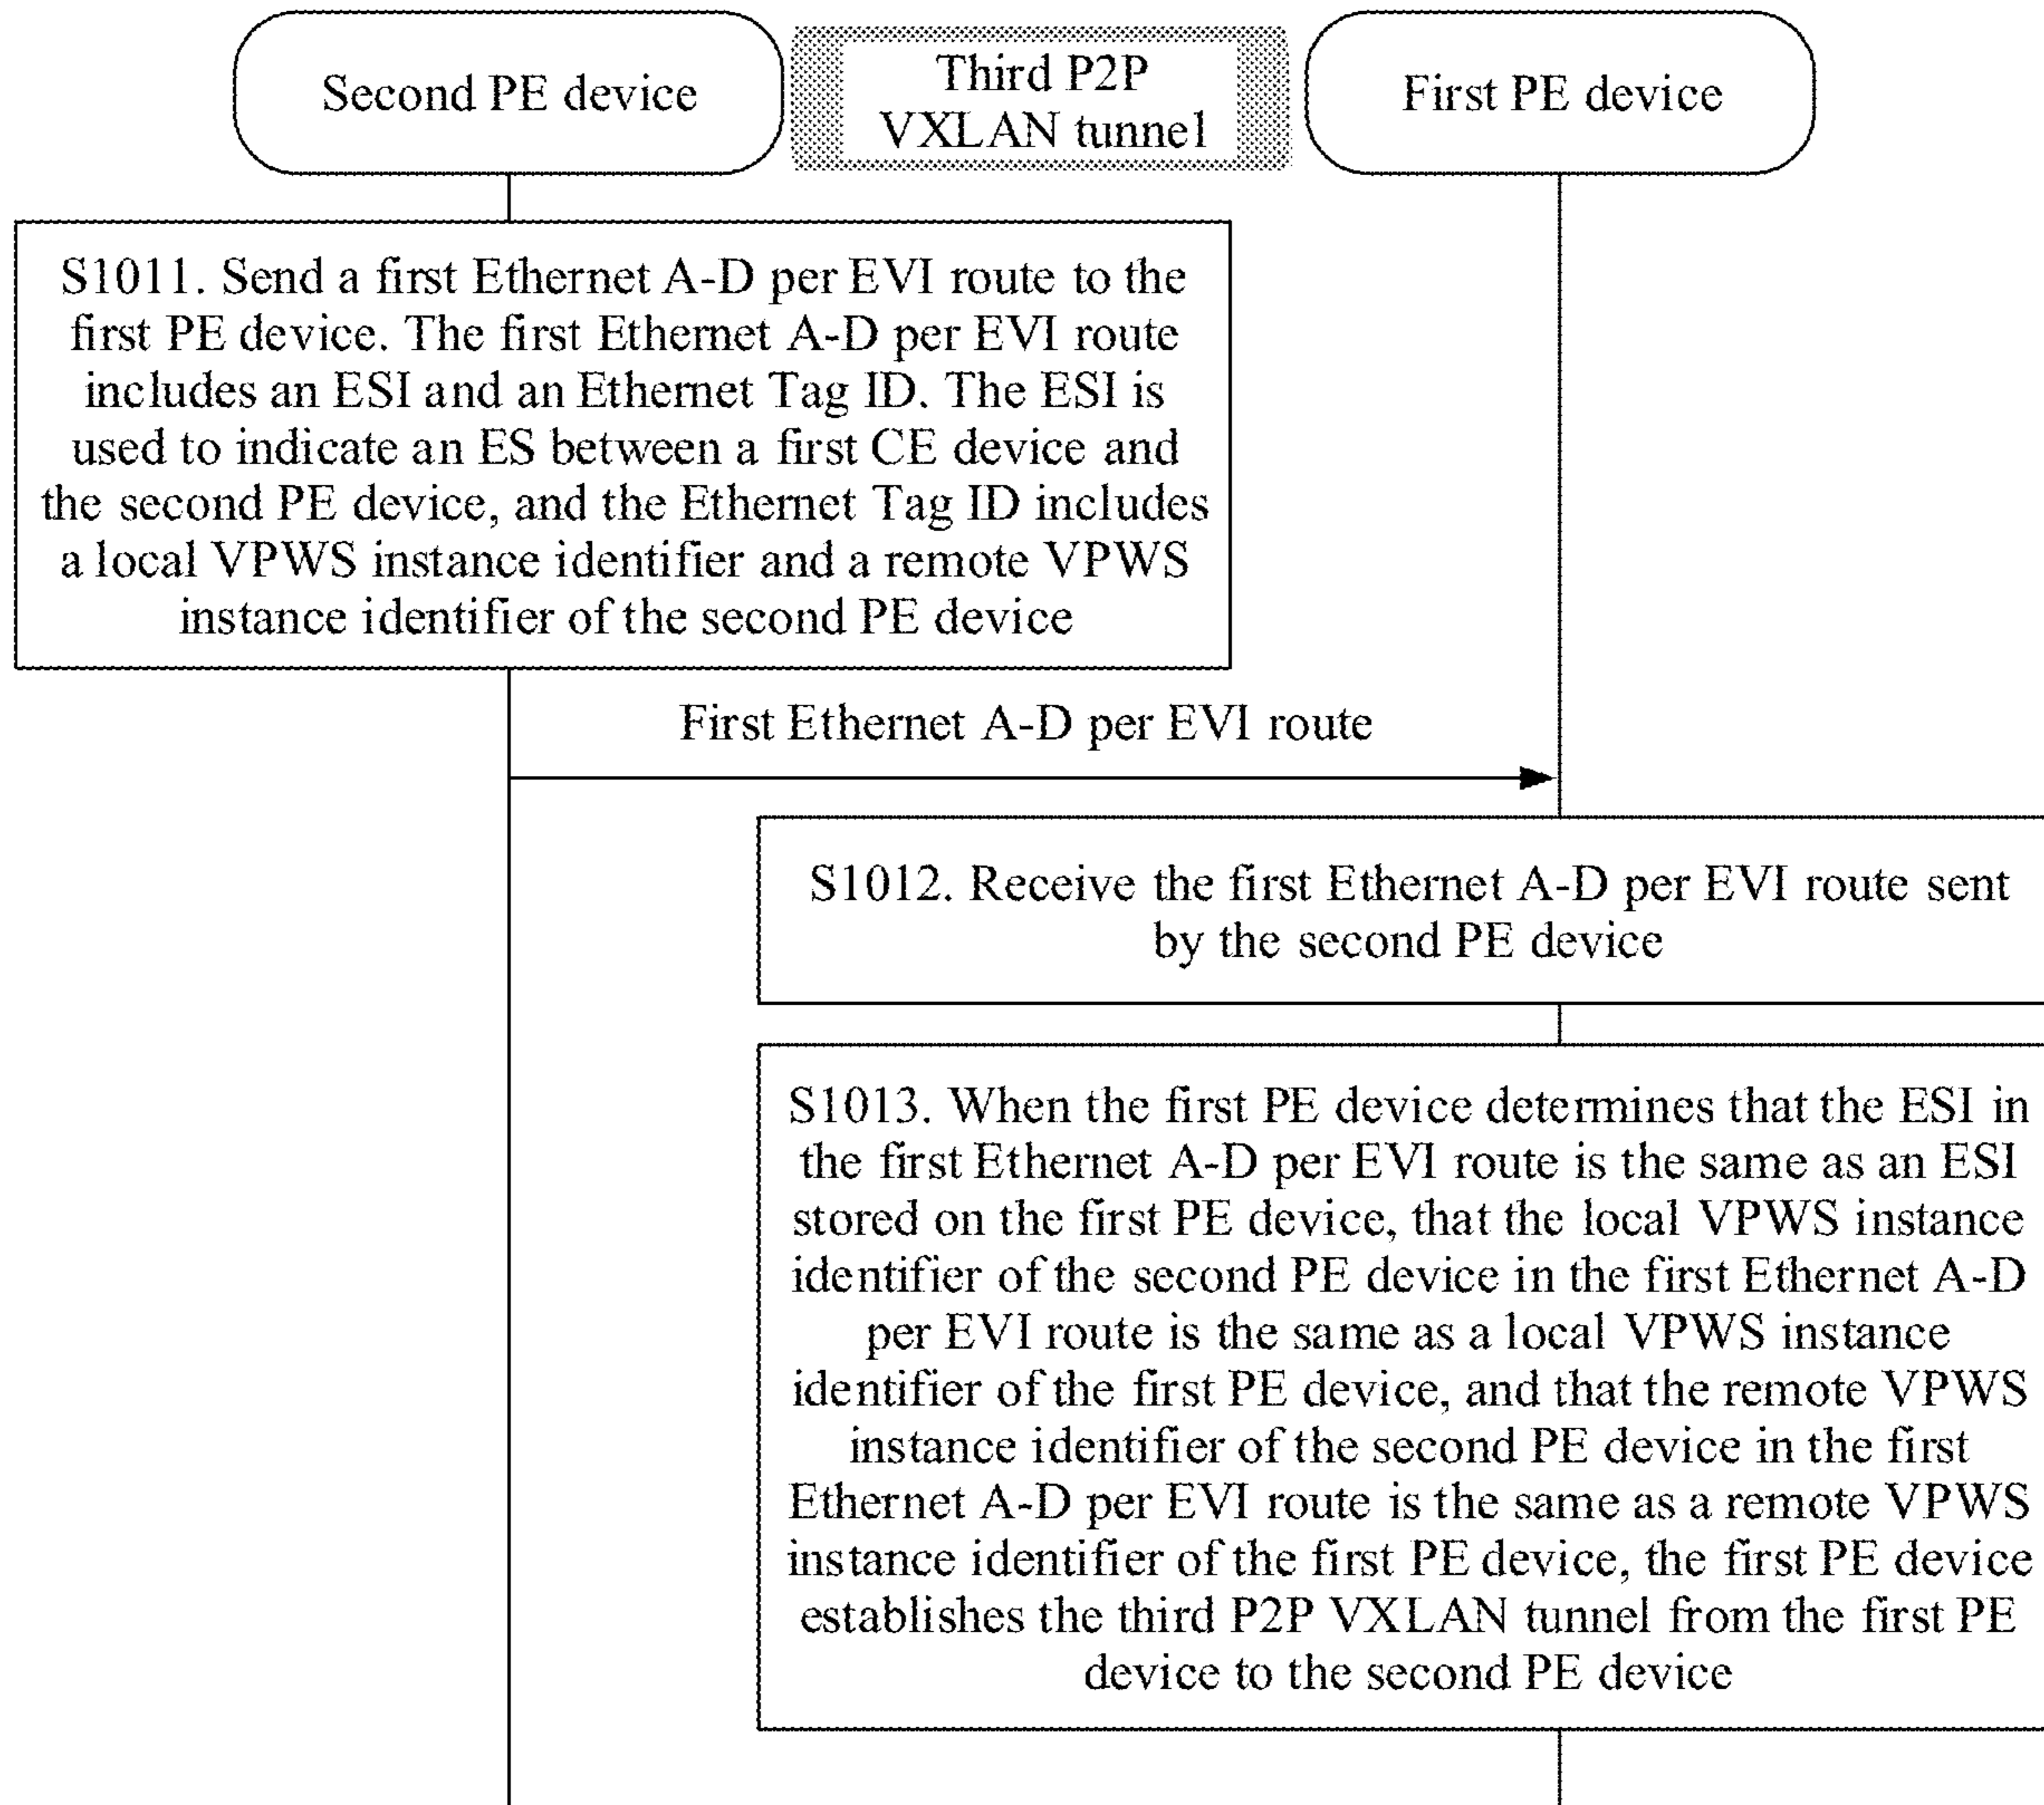 Second PE device
Third P2P
VXLAN tunnel
First PE device
S1011. Send a first Ethernet A-D per EVI route to the
first PE device. The first Ethernet A-D per EVI route
includes an ESI and an Ethernet Tag ID. The ESI is
used to indicate an ES between a first CE device and
the second PE device, and the Ethernet Tag ID includes
a local VPWS instance identifier and a remote VPWS
instance identifier of the second PE device
First Ethernet A-D per EVI route
S1012. Receive the first Ethernet A-D per EVI route sent
by the second PE device
S1013. When the first PE device determines that the ESI in
the first Ethernet A-D per EVI route is the same as an ESI
stored on the first PE device, that the local VPWS instance
identifier of the second PE device in the first Ethernet A-D
per EVI route is the same as a local VPWS instance
identifier of the first PE device, and that the remote VPWS
instance identifier of the second PE device in the first
Ethernet A-D per EVI route is the same as a remote VPWS
instance identifier of the first PE device, the first PE device
establishes the third P2P VXLAN tunnel from the first PE
device to the second PE device